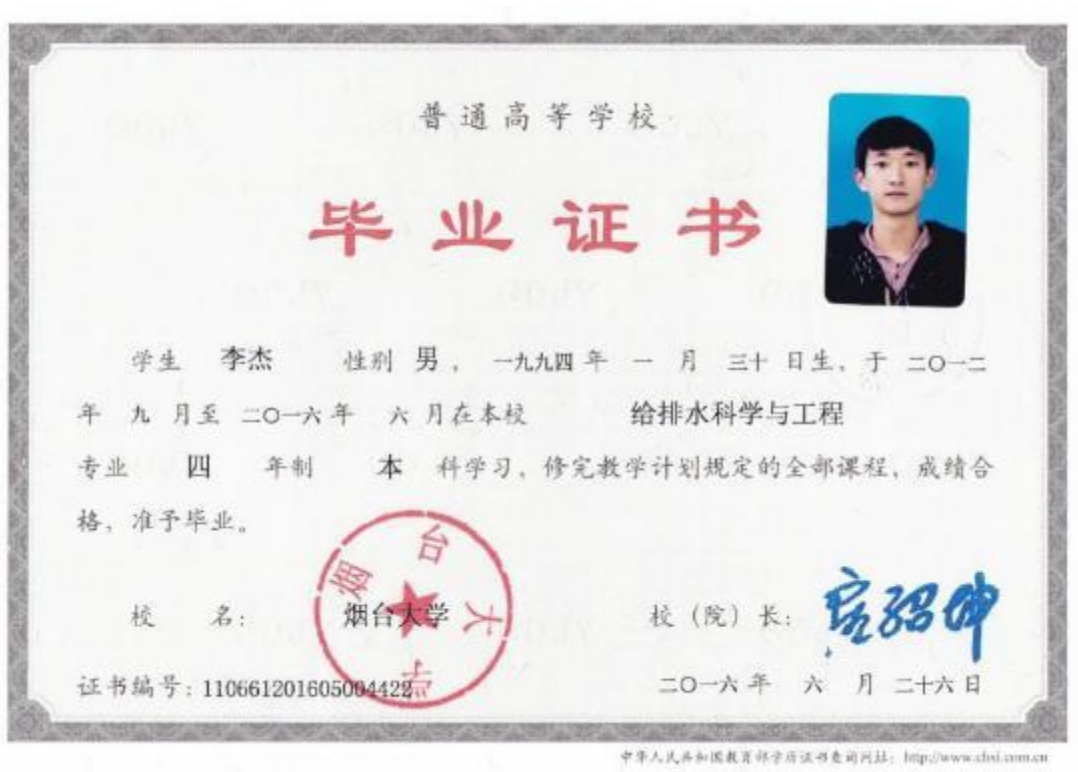 普通高等学校
毕业证书
学生 李杰 性别 男，一九九四年 一 月 三十 日生，于 二〇一二
年 九 月至 二〇一六年 六 月在本校 给排水科学与工程
专业 四 年制 本 科学习，修完教学计划规定的全部课程，成绩合
格，准予毕业。
烟台大学
校 名： 烟台大学 校（院）长：
证书编号：110661201605004422 二〇一六年 六 月 二十六日
中华人民共和国教育部学历证书查询网址：http://www.chsi.com.cn